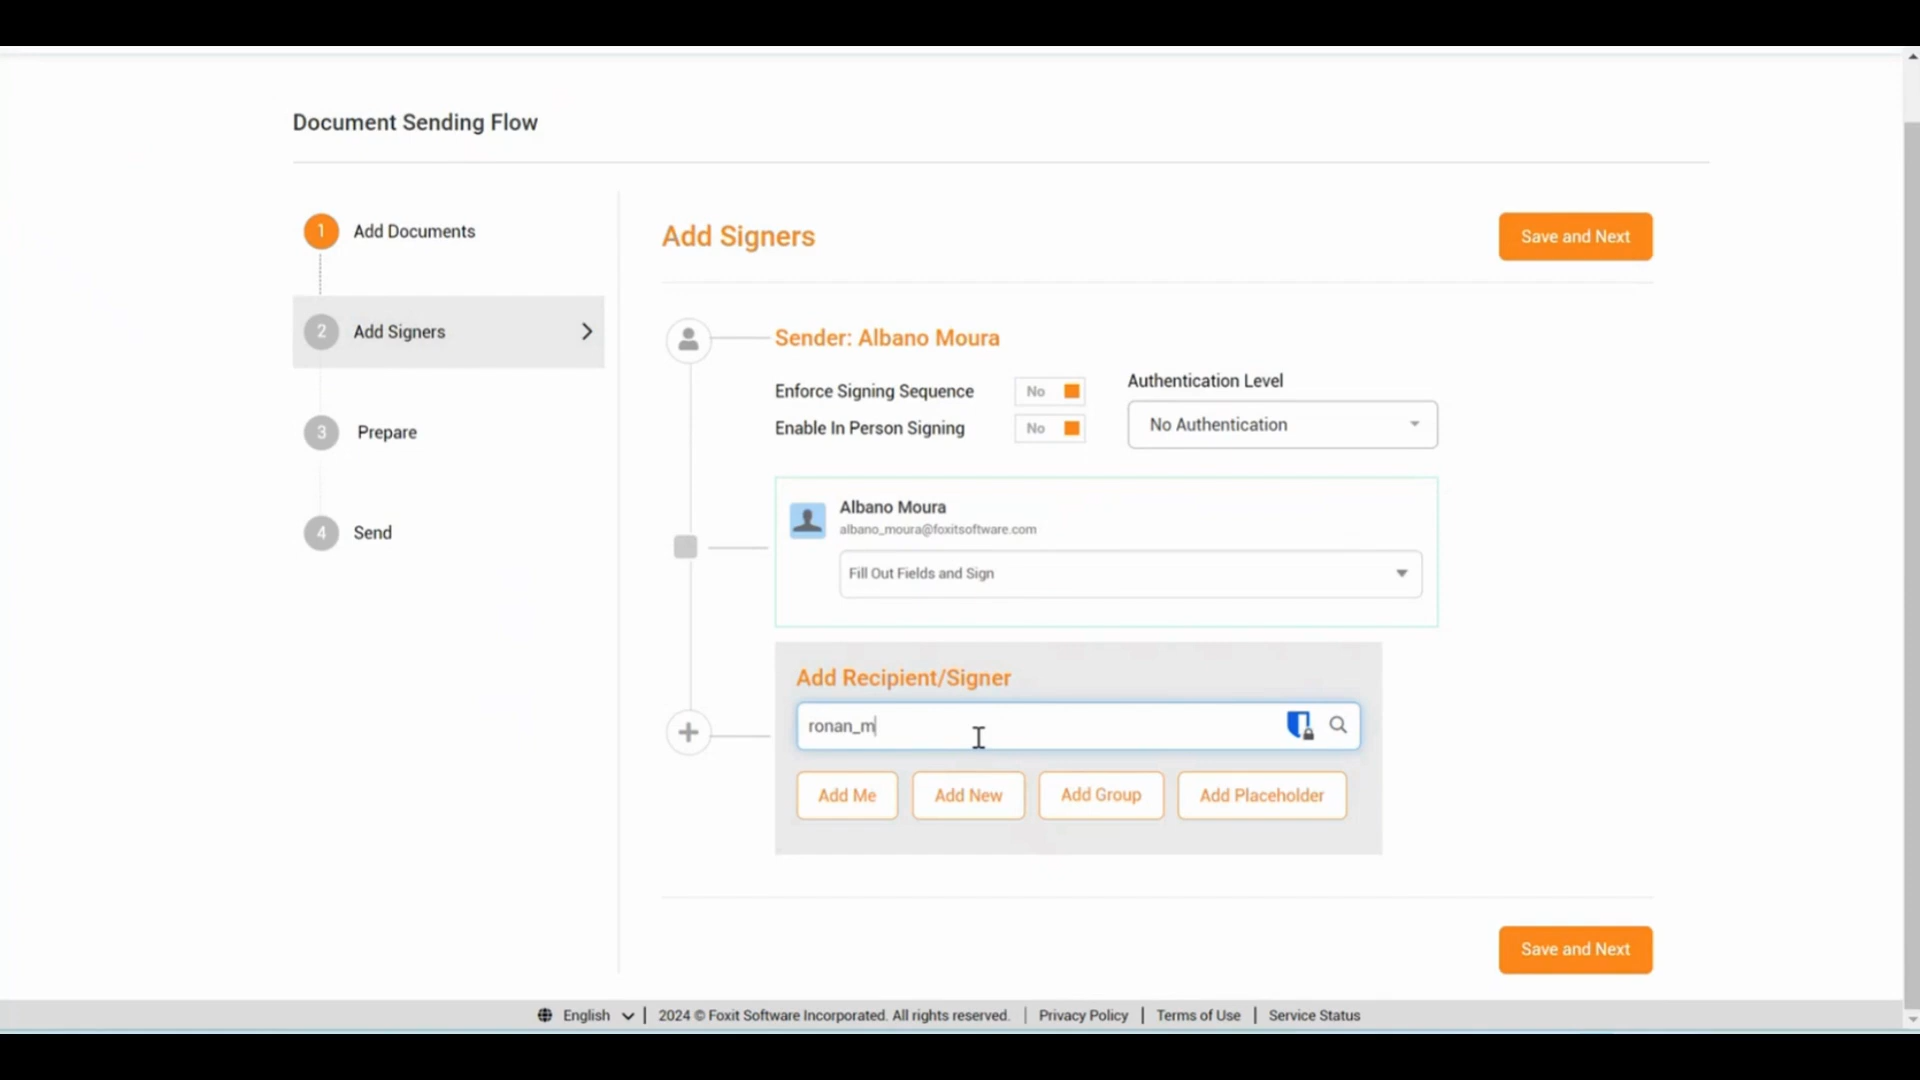 Document Sending Flow
1 Add Documents
2 Add Signers
3 Prepare
4 Send
Add Signers
Save and Next
Sender: Albano Moura
Enforce Signing Sequence No
Enable In Person Signing No
Authentication Level
No Authentication
Albano Moura
albano_moura@foxitsoftware.com
Fill Out Fields and Sign
Add Recipient/Signer
ronan_m
Add Me Add New Add Group Add Placeholder
Save and Next
English | 2024 © Foxit Software Incorporated. All rights reserved. | Privacy Policy | Terms of Use | Service Status